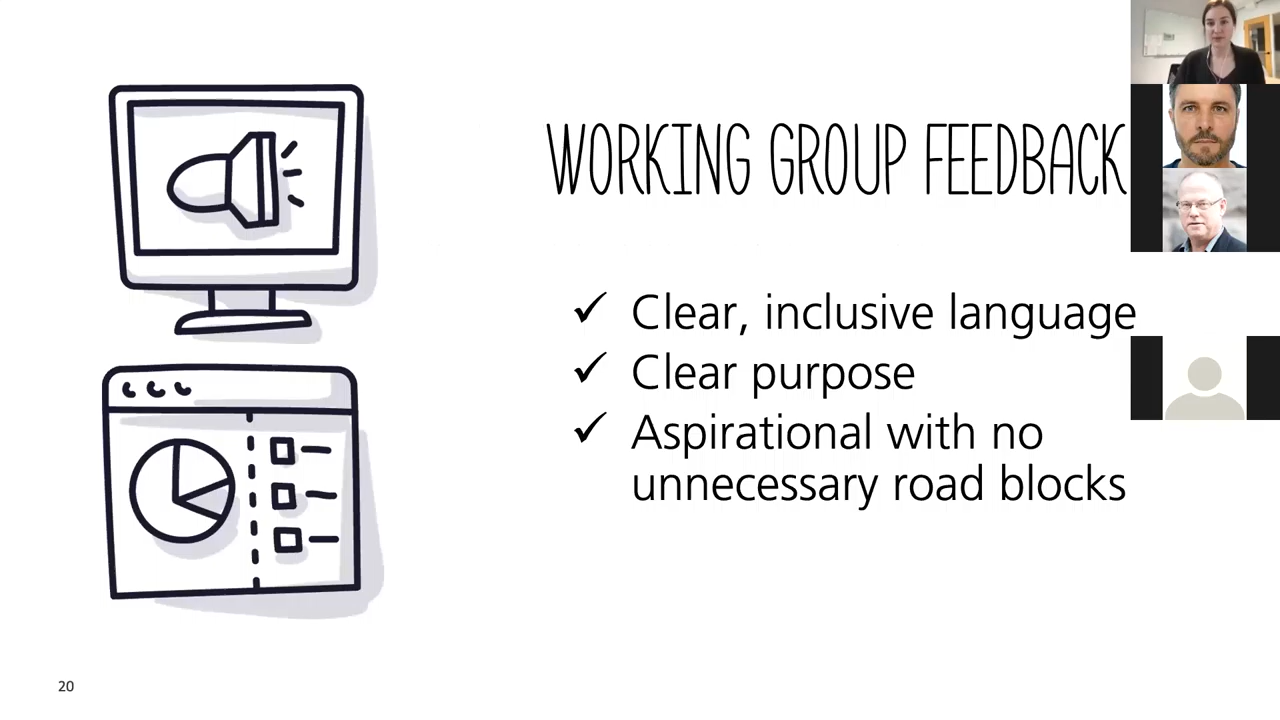 WORKING GROUP FEEDBACK
✓ Clear, inclusive language
✓ Clear purpose
✓ Aspirational with no
unnecessary road blocks
20